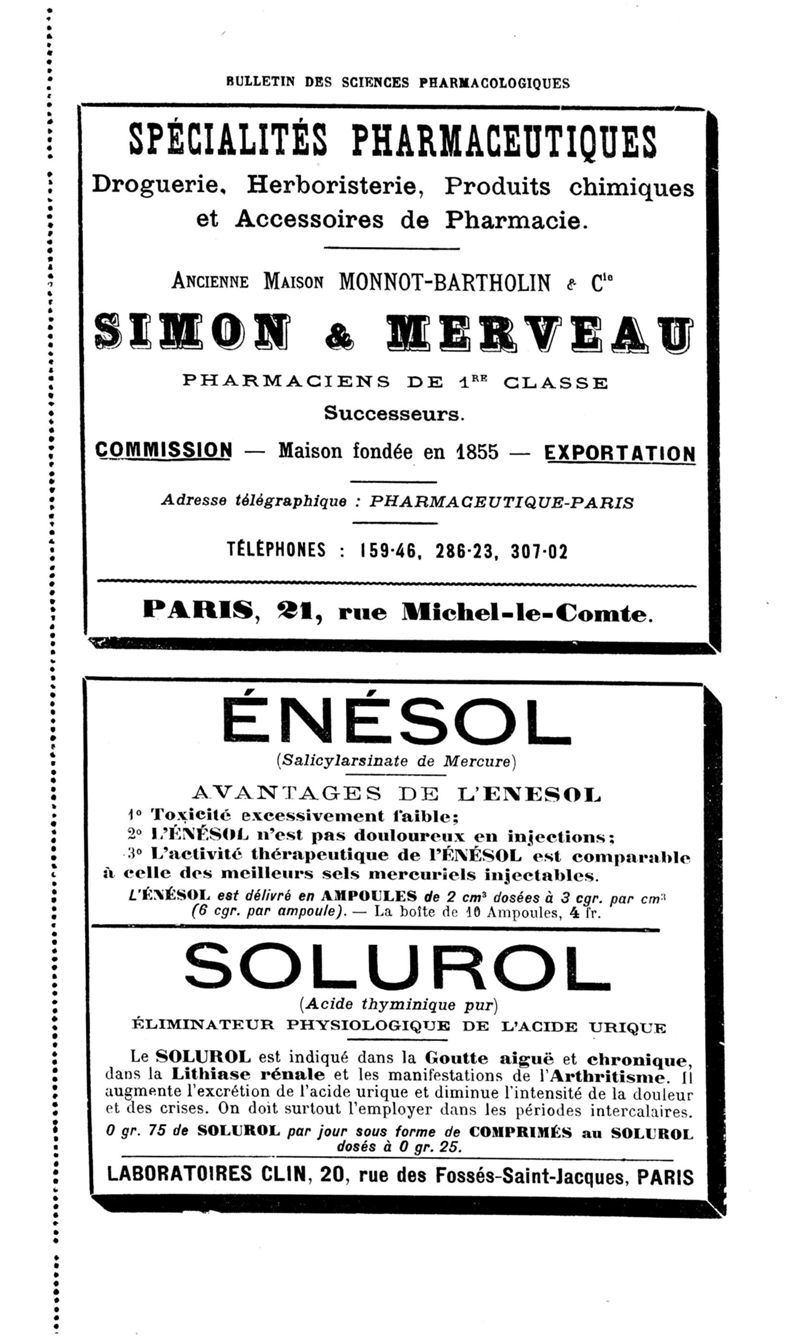 BULLETIN DES SCIENCES PHARMACOLOGIQUES
SPÉCIALITÉS PHARMACEUTIQUES
Droguerie, Herboristerie, Produits chimiques
et Accessoires de Pharmacie.
ANCIENNE MAISON MONNOT-BARTHOLIN & Cie
SIMON & MERVEAU
PHARMACIENS DE 1RE CLASSE
Successeurs.
COMMISSION — Maison fondée en 1855 — EXPORTATION
Adresse télégraphique : PHARMACEUTIQUE-PARIS
TÉLÉPHONES : 159-46, 286-23, 307-02
PARIS, 21, rue Michel-le-Comte.
ÉNÉSOL
(Salicylarsinate de Mercure)
AVANTAGES DE L'ENESOL
1° Toxicité excessivement faible;
2° L'ÉNÉSOL n'est pas douloureux en injections;
3° L'activité thérapeutique de l'ÉNÉSOL est comparable
à celle des meilleurs sels mercuriels injectables.
L'ÉNÉSOL est délivré en AMPOULES de 2 cm³ dosées à 3 cgr. par cm³
(6 cgr. par ampoule). — La boîte de 10 Ampoules, 4 fr.
SOLUROL
(Acide thyminique pur)
ÉLIMINATEUR PHYSIOLOGIQUE DE L'ACIDE URIQUE
Le SOLUROL est indiqué dans la Goutte aiguë et chronique,
dans la Lithiase rénale et les manifestations de l'Arthritisme. Il
augmente l'excrétion de l'acide urique et diminue l'intensité de la douleur
et des crises. On doit surtout l'employer dans les périodes intercalaires.
0 gr. 75 de SOLUROL par jour sous forme de COMPRIMÉS au SOLUROL
dosés à 0 gr. 25.
LABORATOIRES CLIN, 20, rue des Fossés-Saint-Jacques, PARIS